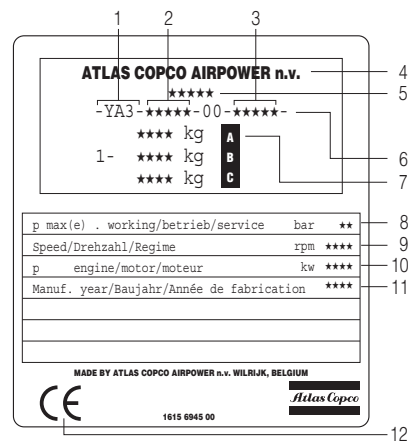 1 2 3
ATLAS COPCO AIRPOWER n.v. 4
★★★★★ 5
-YA3-★★★★★-00-★★★★★- 6
★★★★ kg A 7
1- ★★★★ kg B
★★★★ kg C
p max(e) . working/betrieb/service bar ★★ 8
Speed/Drehzahl/Regime rpm ★★★★ 9
p engine/motor/moteur kw ★★★★ 10
Manuf. year/Baujahr/Année de fabrication ★★★★ 11
MADE BY ATLAS COPCO AIRPOWER n.v. WILRIJK, BELGIUM
CE Atlas Copco
1615 6945 00
12